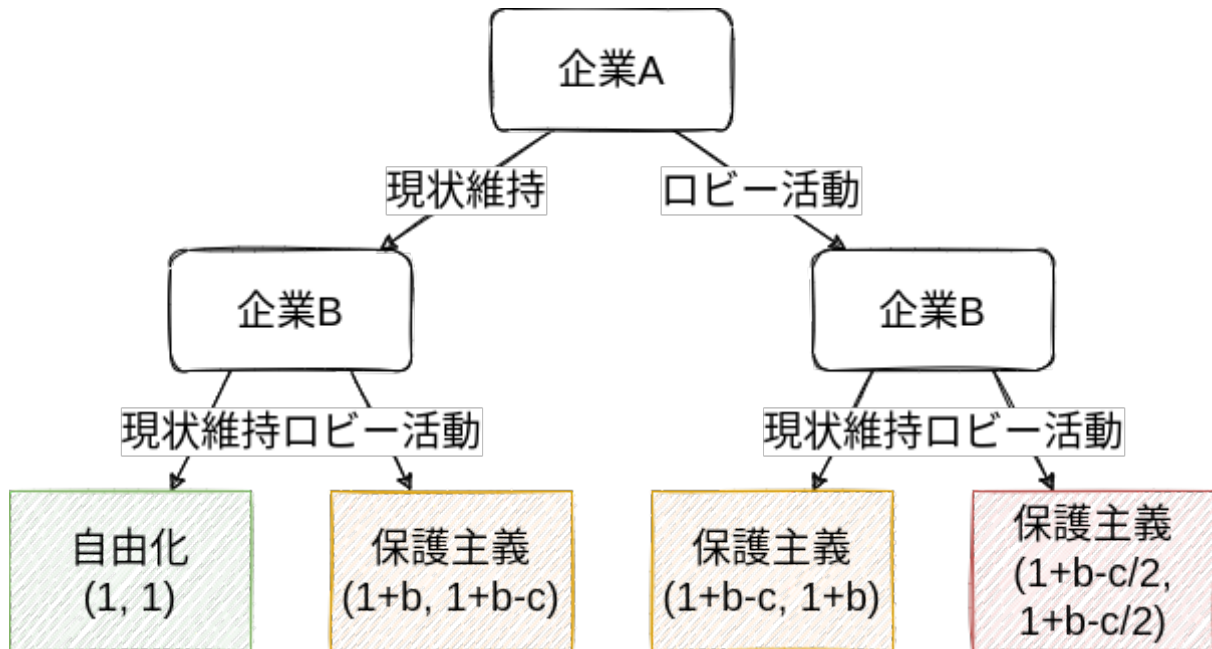 企業A
現状維持
ロビー活動
企業B
企業B
現状維持
ロビー活動
現状維持
ロビー活動
自由化
(1, 1)
保護主義
(1+b, 1+b-c)
保護主義
(1+b-c, 1+b)
保護主義
(1+b-c/2,
1+b-c/2)